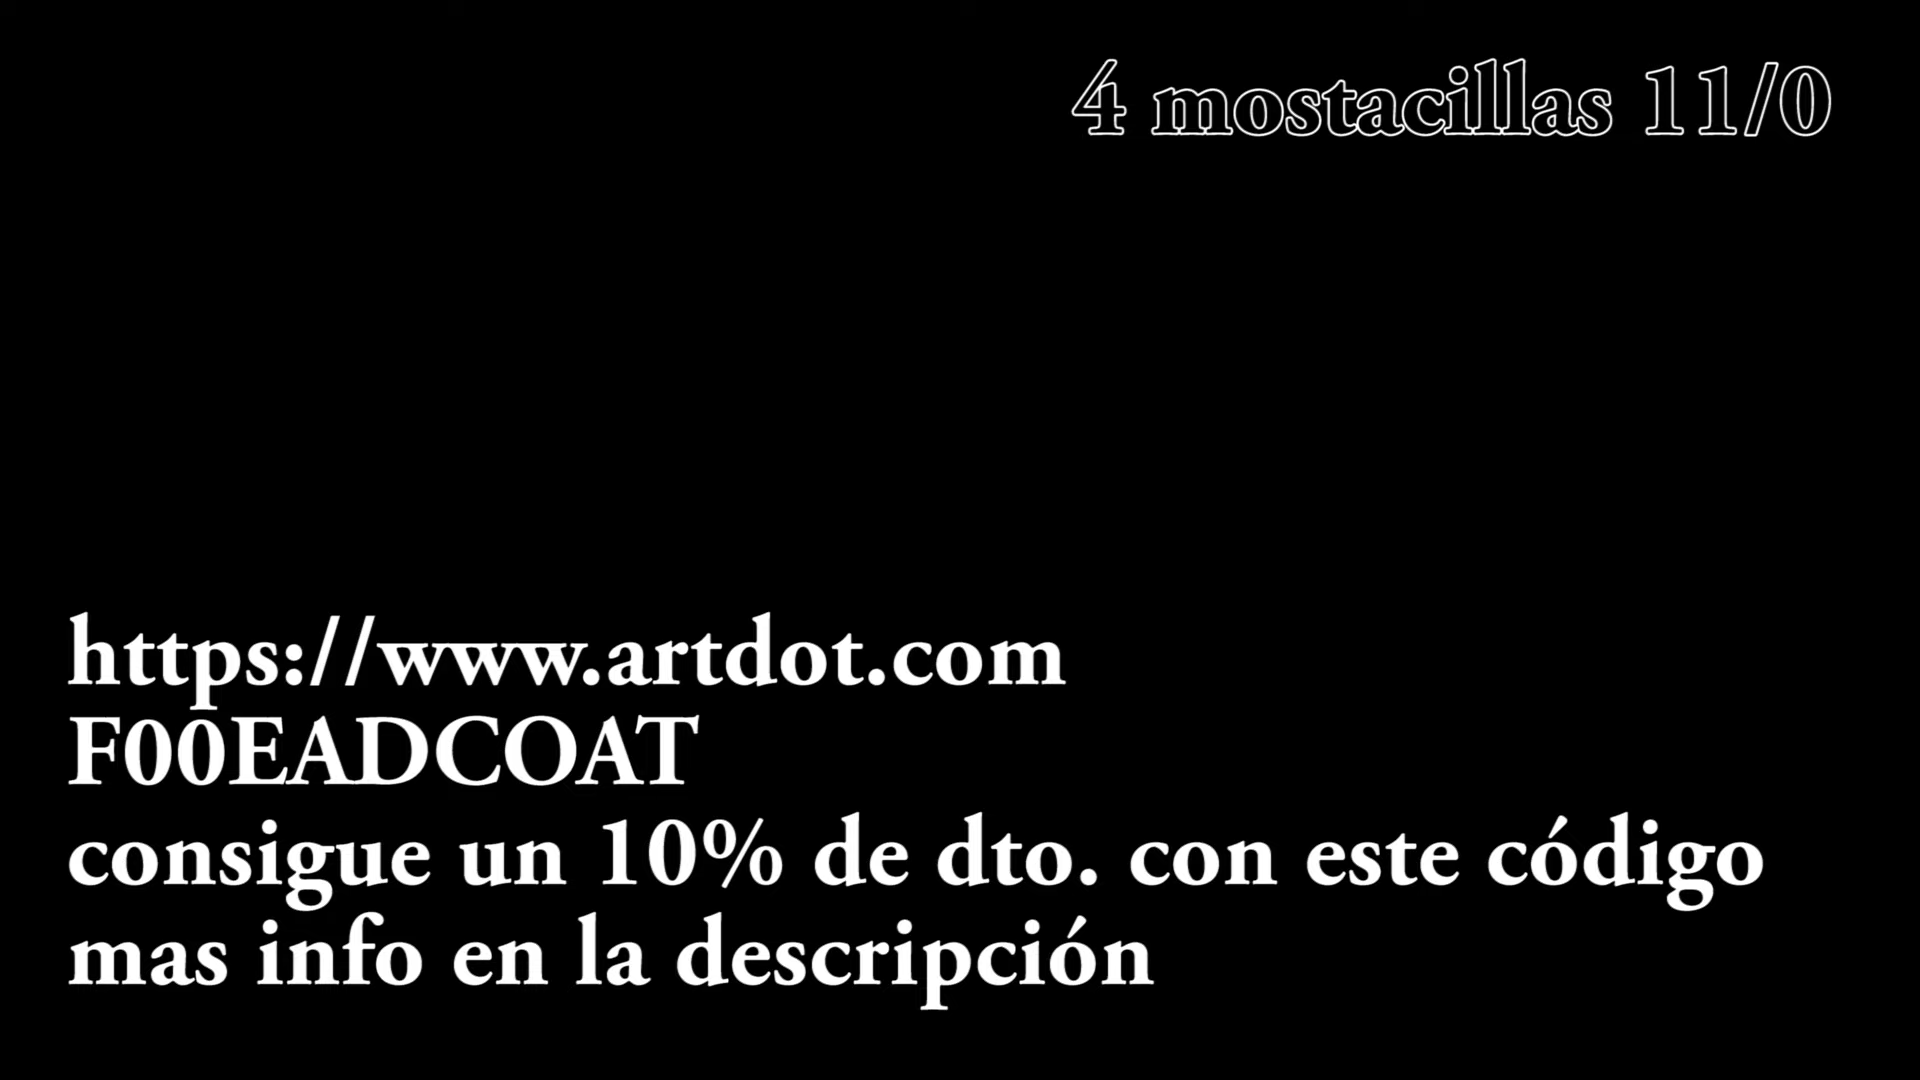 4 mostacillas 11/0
https://www.artdot.com
F00EADCOAT
consigue un 10% de dto. con este código
mas info en la descripción